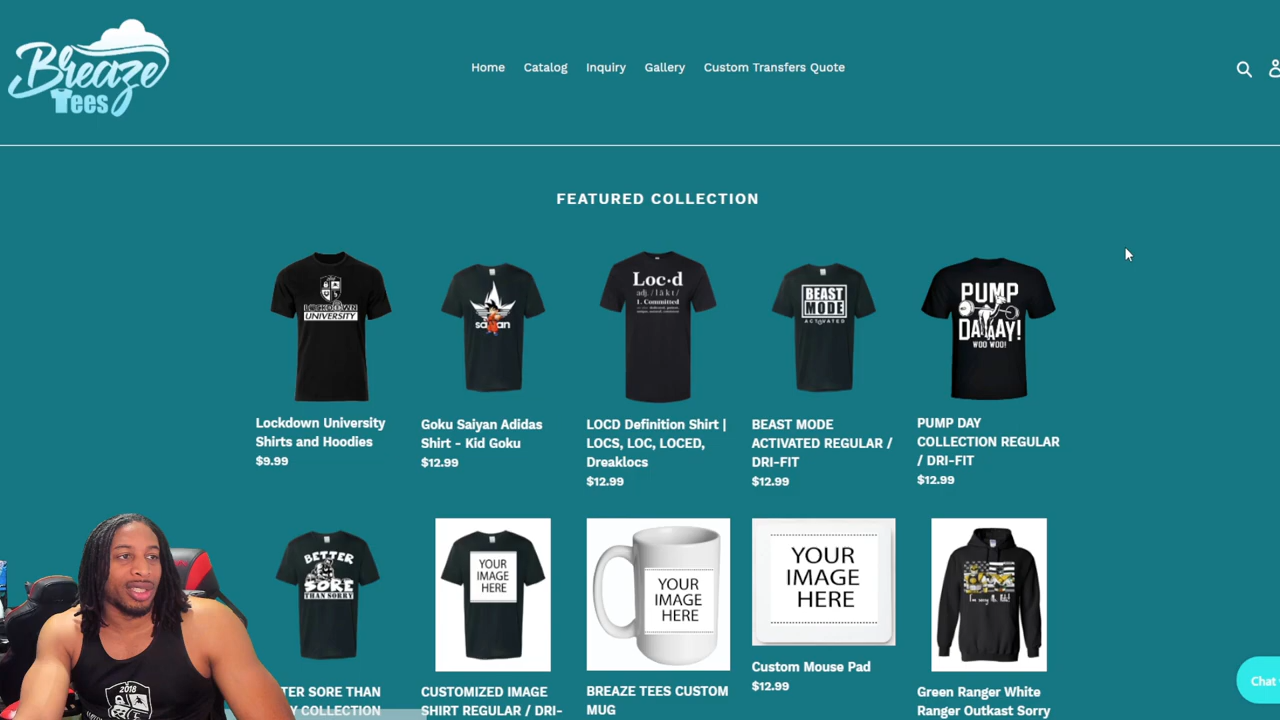 Breaze
Tees
Home Catalog Inquiry Gallery Custom Transfers Quote
FEATURED COLLECTION
LOCKDOWN
UNIVERSITY
saiyan
Loc·d
1. Committed
BEAST
MODE
ACTIVATED
PUMP
DAAAY!
WOO WOO!
Lockdown University
Shirts and Hoodies
$9.99
Goku Saiyan Adidas
Shirt - Kid Goku
$12.99
LOCD Definition Shirt |
LOCS, LOC, LOCED,
Dreaklocs
$12.99
BEAST MODE
ACTIVATED REGULAR /
DRI-FIT
$12.99
PUMP DAY
COLLECTION REGULAR
/ DRI-FIT
$12.99
BETTER
SORE
THAN SORRY
YOUR
IMAGE
HERE
YOUR
IMAGE
HERE
YOUR
IMAGE
HERE
I'm sorry
TER SORE THAN
COLLECTION
CUSTOMIZED IMAGE
SHIRT REGULAR / DRI-
BREAZE TEES CUSTOM
MUG
Custom Mouse Pad
$12.99
Green Ranger White
Ranger Outkast Sorry
Chat
2018